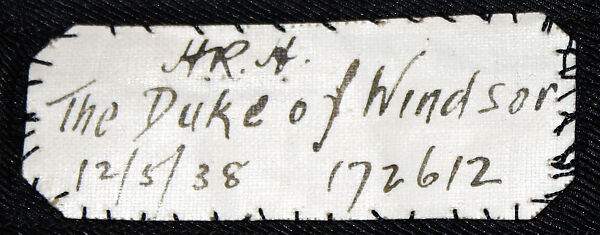 H.R.H.
The Duke of Windsor
12/5/38 172612